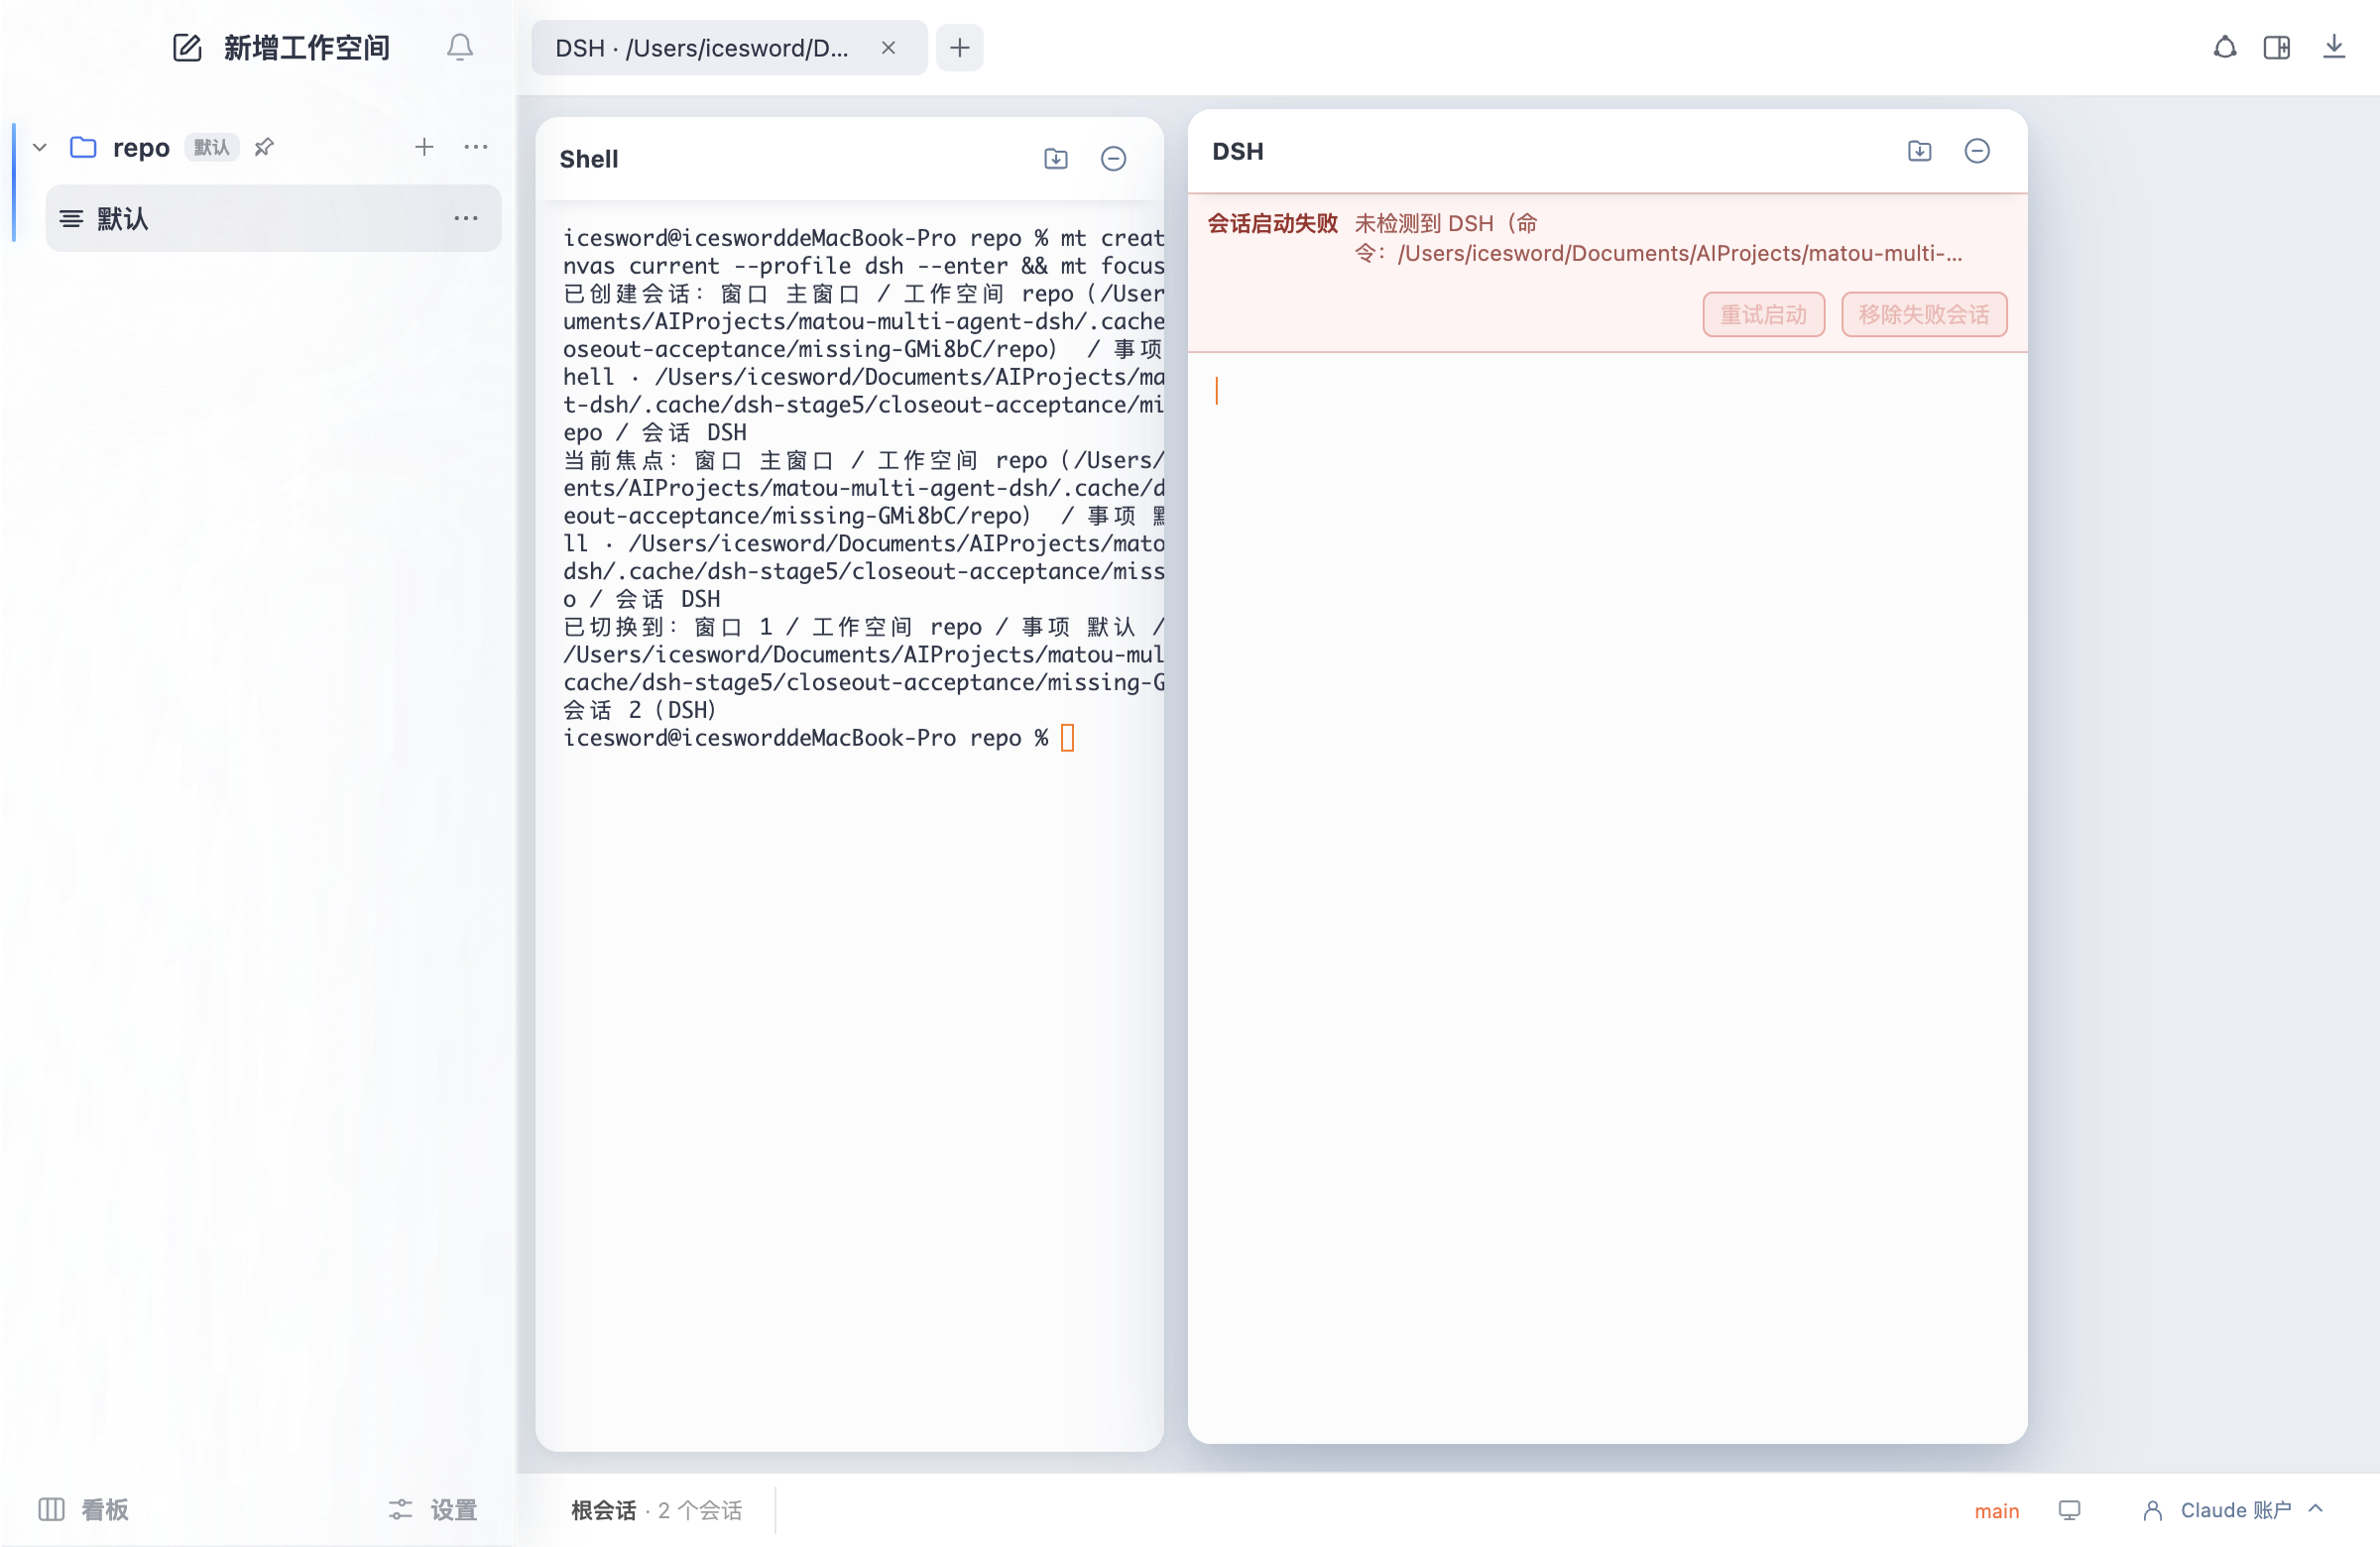 新增工作空间
DSH · /Users/icesword/D...
repo 默认
默认
Shell
icesword@icesworddeMacBook-Pro repo % mt creat
nvas current --profile dsh --enter && mt focus
已创建会话：窗口 主窗口 / 工作空间 repo（/User
uments/AIProjects/matou-multi-agent-dsh/.cache
oseout-acceptance/missing-GMi8bC/repo） / 事项
hell · /Users/icesword/Documents/AIProjects/ma
t-dsh/.cache/dsh-stage5/closeout-acceptance/mi
epo / 会话 DSH
当前焦点：窗口 主窗口 / 工作空间 repo（/Users/
ents/AIProjects/matou-multi-agent-dsh/.cache/d
eout-acceptance/missing-GMi8bC/repo） / 事项
ll · /Users/icesword/Documents/AIProjects/mato
dsh/.cache/dsh-stage5/closeout-acceptance/miss
o / 会话 DSH
已切换到：窗口 1 / 工作空间 repo / 事项 默认 /
/Users/icesword/Documents/AIProjects/matou-mul
cache/dsh-stage5/closeout-acceptance/missing-G
会话 2（DSH）
icesword@icesworddeMacBook-Pro repo %
DSH
会话启动失败 未检测到 DSH（命
令：/Users/icesword/Documents/AIProjects/matou-multi-...
重试启动 移除失败会话
看板
设置
根会话 · 2 个会话
main
Claude 账户